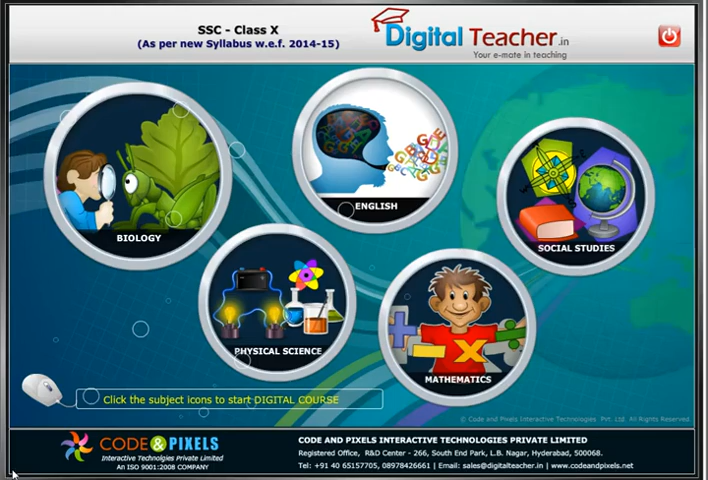 SSC - Class X
(As per new Syllabus w.e.f. 2014-15)
Digital Teacher.in
Your e-mate in teaching
BIOLOGY
ENGLISH
SOCIAL STUDIES
PHYSICAL SCIENCE
MATHEMATICS
Click the subject icons to start DIGITAL COURSE
© Code and Pixels Interactive Technologies Pvt. Ltd. All Rights Reserved.
CODE & PIXELS
Interactive Technolgies Private Limited
An ISO 9001:2008 COMPANY
CODE AND PIXELS INTERACTIVE TECHNOLOGIES PRIVATE LIMITED
Registered Office, R&D Center - 266, South End Park, L.B. Nagar, Hyderabad, 500068.
Tel: +91 40 65157705, 08978426661 | Email: sales@digitalteacher.in | www.codeandpixels.net